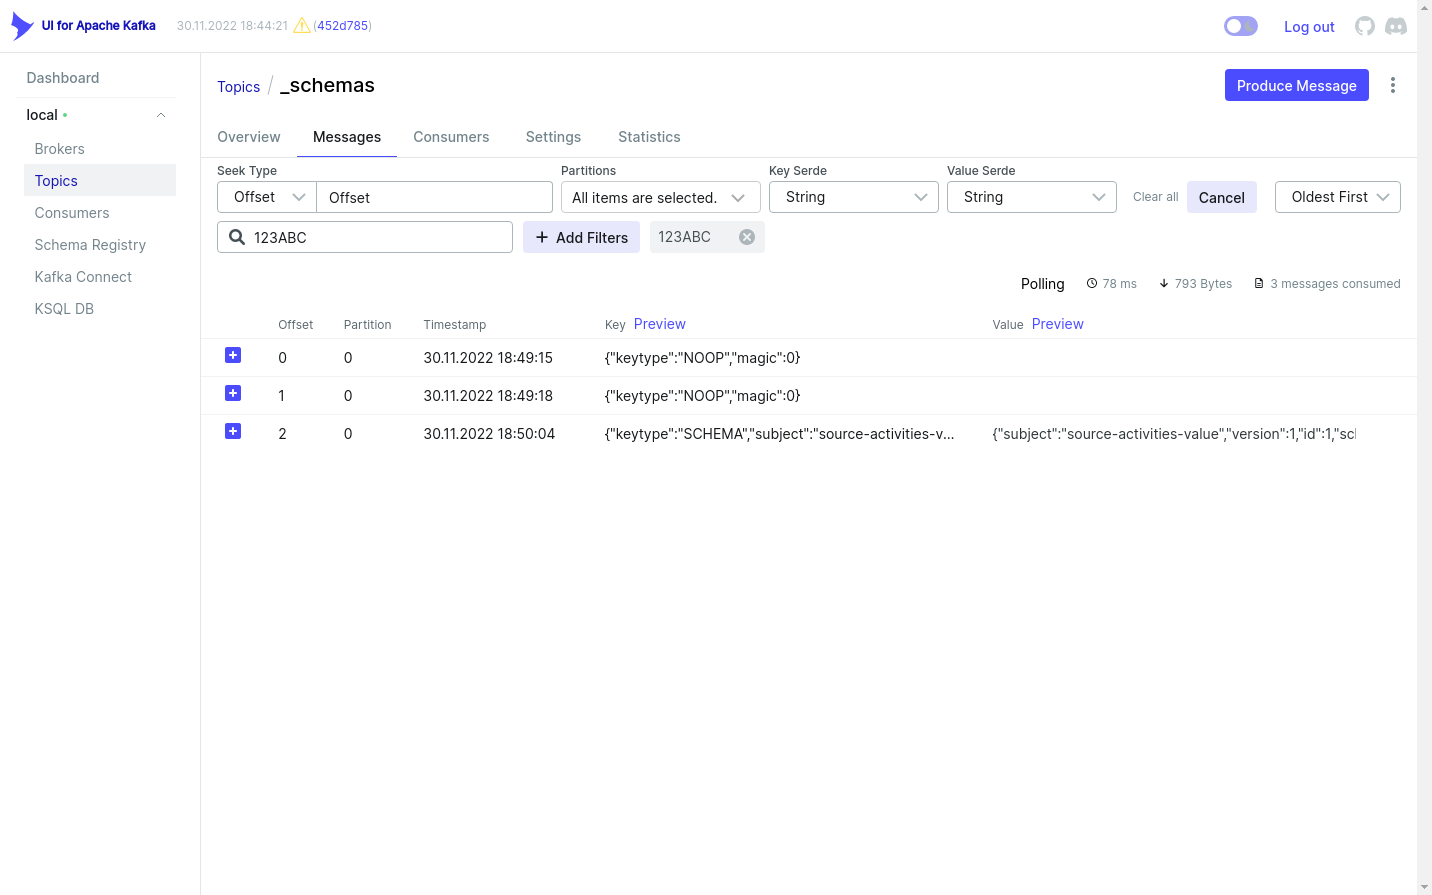 UI for Apache Kafka 30.11.2022 18:44:21 (452d785) Log out
Dashboard
local
Brokers
Topics
Consumers
Schema Registry
Kafka Connect
KSQL DB
Topics / _schemas Produce Message
Overview Messages Consumers Settings Statistics
Seek Type Partitions Key Serde Value Serde
Offset Offset All items are selected. String String Clear all Cancel Oldest First
123ABC Add Filters 123ABC
Polling 78 ms 793 Bytes 3 messages consumed
Offset Partition Timestamp Key Preview Value Preview
0 0 30.11.2022 18:49:15 {"keytype":"NOOP","magic":0}
1 0 30.11.2022 18:49:18 {"keytype":"NOOP","magic":0}
2 0 30.11.2022 18:50:04 {"keytype":"SCHEMA","subject":"source-activities-v... {"subject":"source-activities-value","version":1,"id":1,"scl